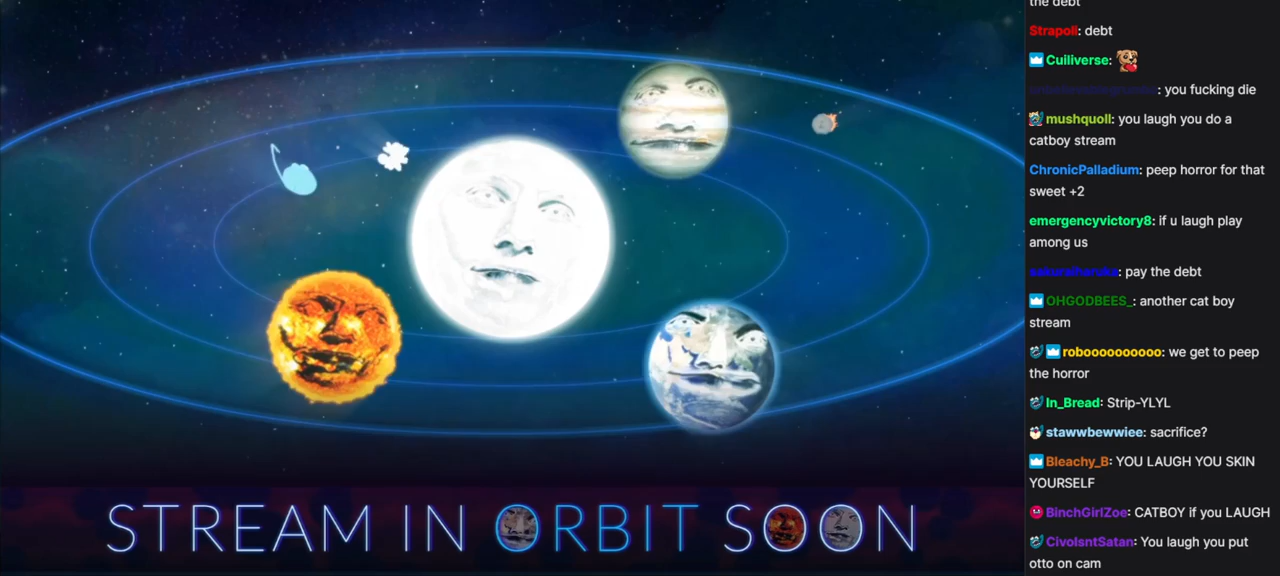 STREAM IN ORBIT SOON
the debt
Strapoli: debt
Cuiliverse:
: you fucking die
mushquoll: you laugh you do a
catboy stream
ChronicPalladium: peep horror for that
sweet +2
emergencyvictory8: if u laugh play
among us
: pay the debt
OHGODBEES_: another cat boy
stream
roboooooooooo: we get to peep
the horror
In_Bread: Strip-YLYL
stawwbewwiee: sacrifice?
Bleachy_B: YOU LAUGH YOU SKIN
YOURSELF
BinchGirlZoe: CATBOY if you LAUGH
CivoIsntSatan: You laugh you put
otto on cam